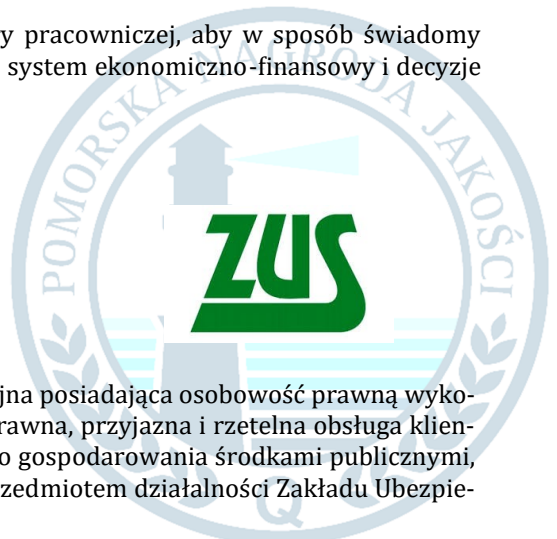 y pracowniczej, aby w sposób świadomy
system ekonomiczno-finansowy i decyzje
POMORSKA NAGRODA JAKOŚCI
ZUS
jna posiadająca osobowość prawną wyko-
rawna, przyjazna i rzetelna obsługa klien-
o gospodarowania środkami publicznymi,
zedmiotem działalności Zakładu Ubezpie-
Q